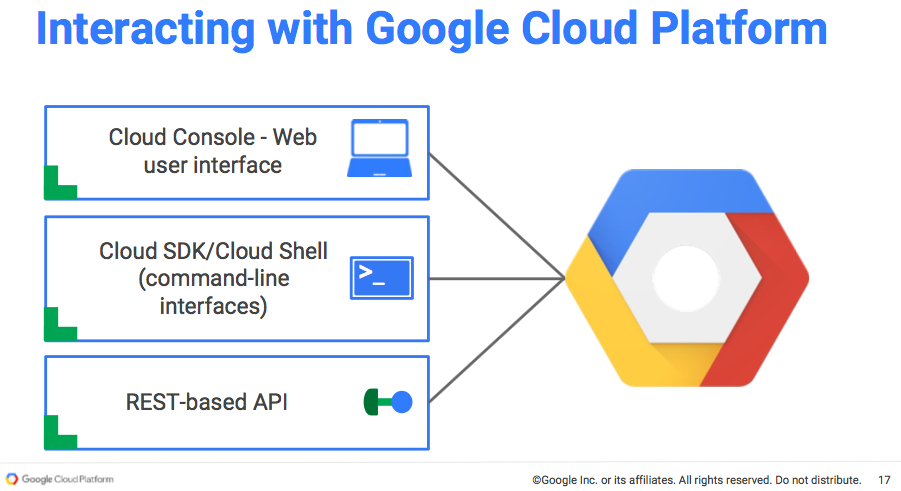 Interacting with Google Cloud Platform
Cloud Console - Web
user interface
Cloud SDK/Cloud Shell
(command-line
interfaces)
>_
REST-based API
Google Cloud Platform
©Google Inc. or its affiliates. All rights reserved. Do not distribute.
17